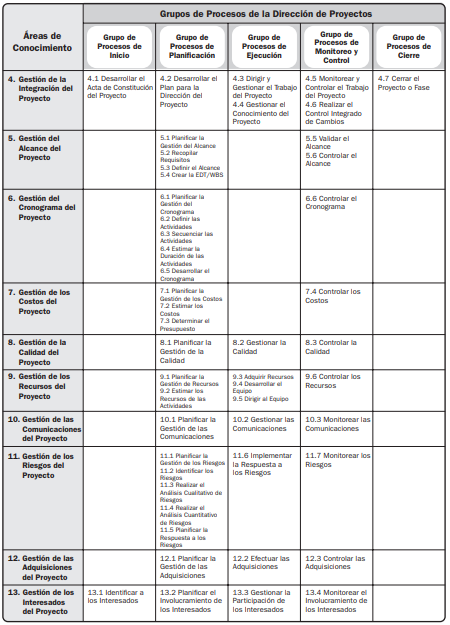 Áreas de
Conocimiento
Grupos de Procesos de la Dirección de Proyectos
Grupo de
Procesos de
Inicio
Grupo de
Procesos de
Planificación
Grupo de
Procesos de
Ejecución
Grupo de
Procesos de
Monitoreo y
Control
Grupo de
Procesos de
Cierre
4. Gestión de la
Integración del
Proyecto
4.1 Desarrollar el
Acta de Constitución
del Proyecto
4.2 Desarrollar el
Plan para la
Dirección del
Proyecto
4.3 Dirigir y
Gestionar el Trabajo
del Proyecto
4.4 Gestionar el
Conocimiento del
Proyecto
4.5 Monitorear y
Controlar el Trabajo
del Proyecto
4.6 Realizar el
Control Integrado
de Cambios
4.7 Cerrar el
Proyecto o Fase
5. Gestión del
Alcance del
Proyecto
5.1 Planificar la
Gestión del Alcance
5.2 Recopilar
Requisitos
5.3 Definir el Alcance
5.4 Crear la EDT/WBS
5.5 Validar el
Alcance
5.6 Controlar el
Alcance
6. Gestión del
Cronograma del
Proyecto
6.1 Planificar la
Gestión del
Cronograma
6.2 Definir las
Actividades
6.3 Secuenciar las
Actividades
6.4 Estimar la
Duración de las
Actividades
6.5 Desarrollar el
Cronograma
6.6 Controlar el
Cronograma
7. Gestión de los
Costos del
Proyecto
7.1 Planificar la
Gestión de los Costos
7.2 Estimar los
Costos
7.3 Determinar el
Presupuesto
7.4 Controlar los
Costos
8. Gestión de la
Calidad del
Proyecto
8.1 Planificar la
Gestión de la
Calidad
8.2 Gestionar la
Calidad
8.3 Controlar la
Calidad
9. Gestión de los
Recursos del
Proyecto
9.1 Planificar la
Gestión de Recursos
9.2 Estimar los
Recursos de las
Actividades
9.3 Adquirir Recursos
9.4 Desarrollar el
Equipo
9.5 Dirigir al Equipo
9.6 Controlar los
Recursos
10. Gestión de las
Comunicaciones
del Proyecto
10.1 Planificar la
Gestión de las
Comunicaciones
10.2 Gestionar las
Comunicaciones
10.3 Monitorear las
Comunicaciones
11. Gestión de los
Riesgos del
Proyecto
11.1 Planificar la
Gestión de los Riesgos
11.2 Identificar los
Riesgos
11.3 Realizar el
Análisis Cualitativo de
Riesgos
11.4 Realizar el
Análisis Cuantitativo
de Riesgos
11.5 Planificar la
Respuesta a los
Riesgos
11.6 Implementar
la Respuesta a
los Riesgos
11.7 Monitorear los
Riesgos
12. Gestión de las
Adquisiciones
del Proyecto
12.1 Planificar la
Gestión de las
Adquisiciones
12.2 Efectuar las
Adquisiciones
12.3 Controlar las
Adquisiciones
13. Gestión de los
Interesados
del Proyecto
13.1 Identificar a
los Interesados
13.2 Planificar el
Involucramiento de
los Interesados
13.3 Gestionar la
Participación de
los Interesados
13.4 Monitorear el
Involucramiento de
los Interesados